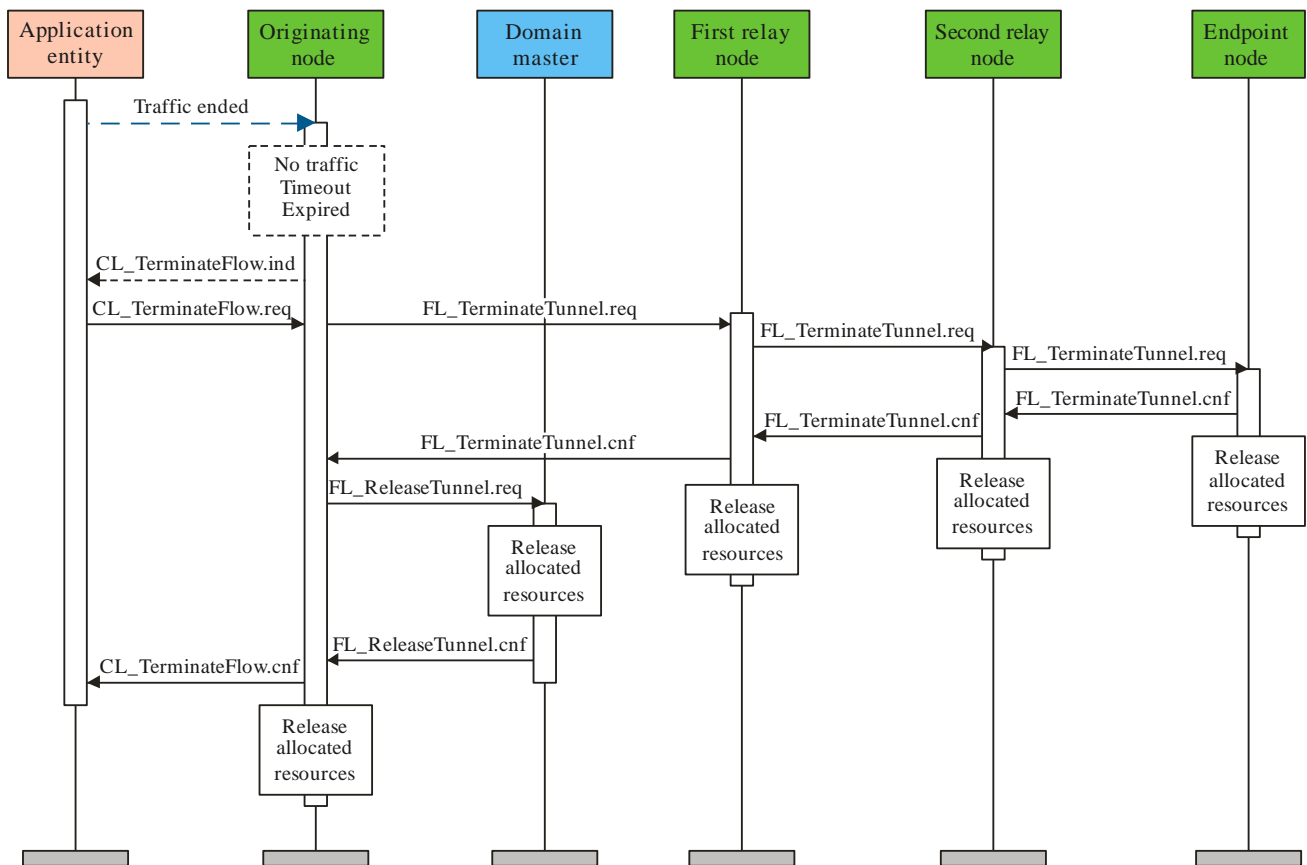 Application
entity
Originating
node
Domain
master
First relay
node
Second relay
node
Endpoint
node
Traffic ended
No traffic
Timeout
Expired
CL_TerminateFlow.ind
CL_TerminateFlow.req
FL_TerminateTunnel.req
FL_TerminateTunnel.req
FL_TerminateTunnel.req
FL_TerminateTunnel.cnf
FL_TerminateTunnel.cnf
FL_TerminateTunnel.cnf
Release
allocated
resources
Release
allocated
resources
Release
allocated
resources
FL_ReleaseTunnel.req
Release
allocated
resources
FL_ReleaseTunnel.cnf
CL_TerminateFlow.cnf
Release
allocated
resources